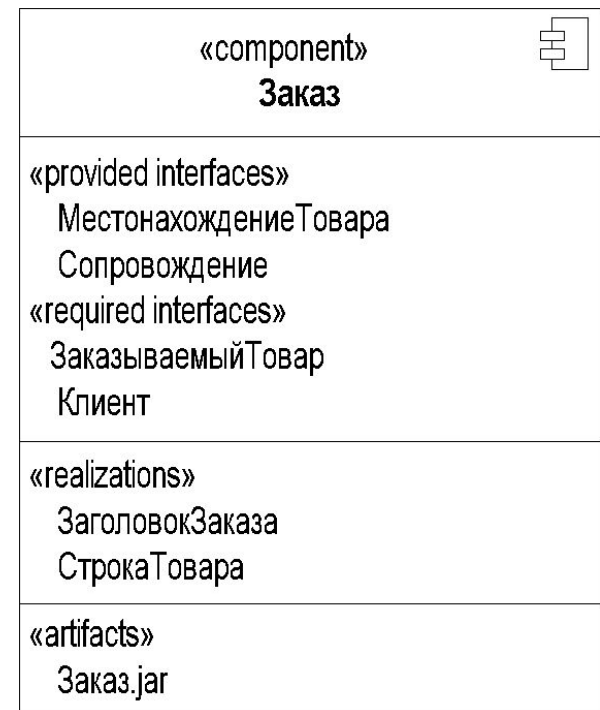 «component»
Заказ
«provided interfaces»
МестонахождениеТовара
Сопровождение
«required interfaces»
ЗаказываемыйТовар
Клиент
«realizations»
ЗаголовокЗаказа
СтрокаТовара
«artifacts»
Заказ.jar